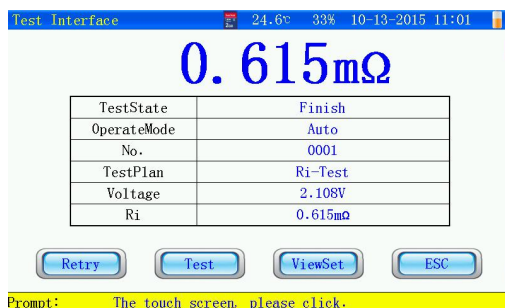 Test Interface 24.6℃ 33% 10-13-2015 11:01
0.615mΩ
TestState Finish
OperateMode Auto
No. 0001
TestPlan Ri-Test
Voltage 2.108V
Ri 0.615mΩ
Retry Test ViewSet ESC
Prompt: The touch screen, please click.